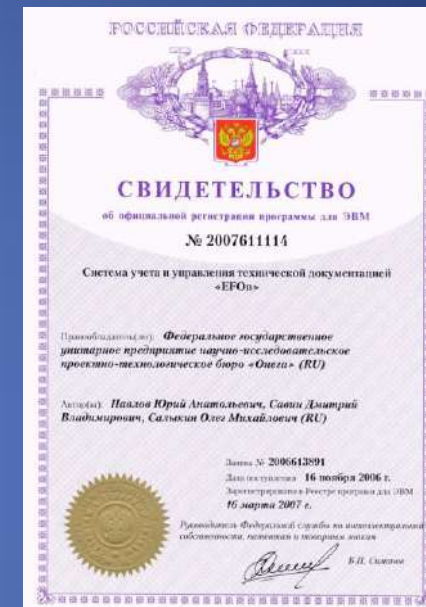 РОССИЙСКАЯ ФЕДЕРАЦИЯ
СВИДЕТЕЛЬСТВО
об официальной регистрации программы для ЭВМ
№ 2007611114
Система учета и управления технической документацией
«EFOn»
Правообладатель(ли): Федеральное государственное
унитарное предприятие научно-исследовательское
проектно-технологическое бюро «Онега» (RU)
Автор(ы): Павлов Юрий Анатольевич, Савин Дмитрий
Владимирович, Салыкин Олег Михайлович (RU)
Заявка № 2006613891
Дата поступления 16 ноября 2006 г.
Зарегистрировано в Реестре программ для ЭВМ
16 марта 2007 г.
Руководитель Федеральной службы по интеллектуальной
собственности, патентам и товарным знакам
Б.П. Симонов